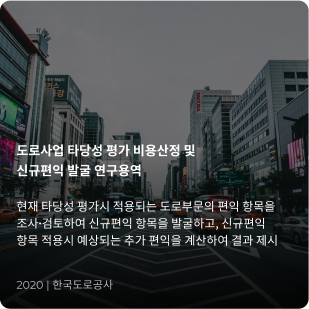 도로사업 타당성 평가 비용산정 및
신규편익 발굴 연구용역
현재 타당성 평가시 적용되는 도로부문의 편익 항목을
조사·검토하여 신규편익 항목을 발굴하고, 신규편익
항목 적용시 예상되는 추가 편익을 계산하여 결과 제시
2020 | 한국도로공사